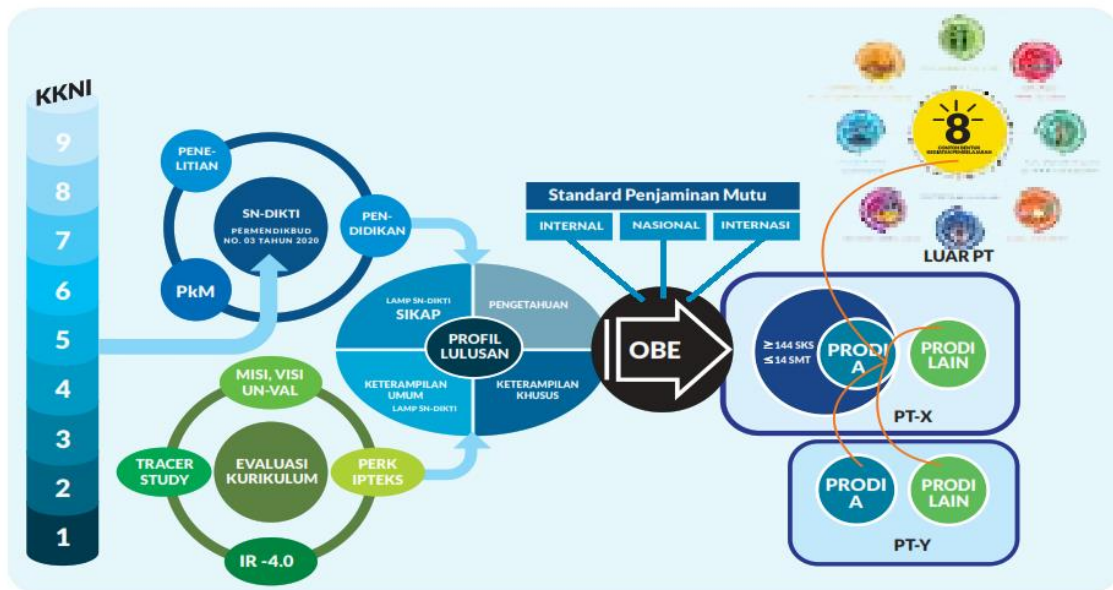 KKNI
9
8
7
6
5
4
3
2
1
PENE-
LITIAN
SN-DIKTI
PERMENDIKBUD
NO. 03 TAHUN 2020
PEN-
DIDIKAN
PkM
MISI, VISI
UN-VAL
TRACER
STUDY
EVALUASI
KURIKULUM
PERK
IPTEKS
IR -4.0
LAMP SN-DIKTI
SIKAP
PENGETAHUAN
PROFIL
LULUSAN
KETERAMPILAN
UMUM
LAMP SN-DIKTI
KETERAMPILAN
KHUSUS
Standard Penjaminan Mutu
INTERNAL
NASIONAL
INTERNASI
OBE
8
LUAR PT
≥ 144 SKS
≤ 14 SMT
PRODI
A
PRODI
LAIN
PT-X
PRODI
A
PRODI
LAIN
PT-Y